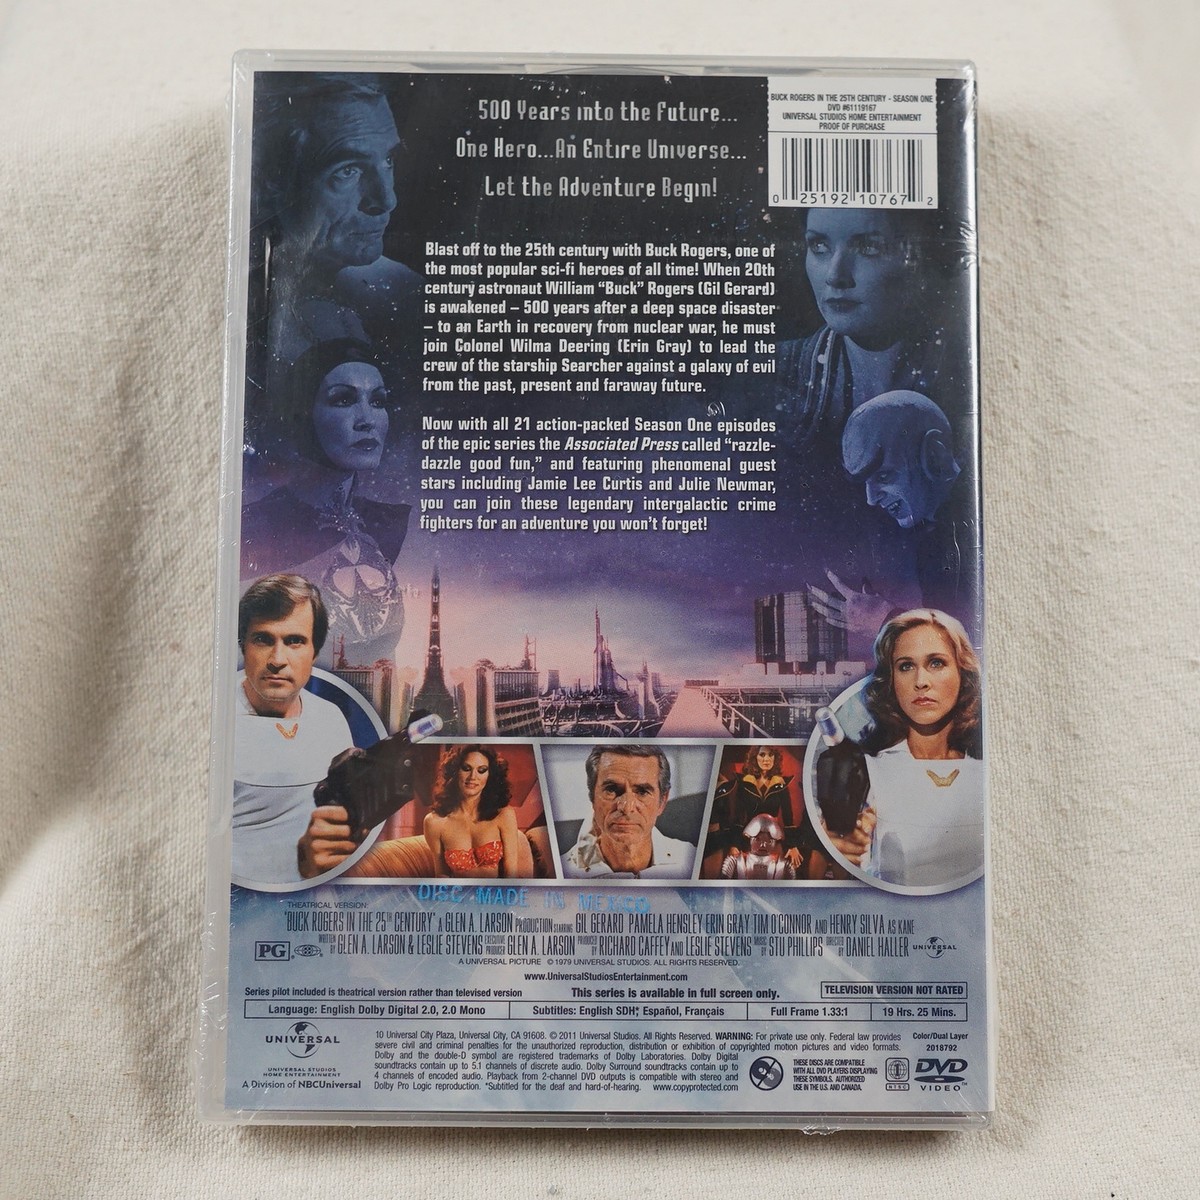 500 Years into the Future...
One Hero...An Entire Universe...
Let the Adventure Begin!
BUCK ROGERS IN THE 25TH CENTURY - SEASON ONE
DVD #61119167
UNIVERSAL STUDIOS HOME ENTERTAINMENT
PROOF OF PURCHASE
0 25192 10767 2
Blast off to the 25th century with Buck Rogers, one of
the most popular sci-fi heroes of all time! When 20th
century astronaut William “Buck” Rogers (Gil Gerard)
is awakened – 500 years after a deep space disaster
– to an Earth in recovery from nuclear war, he must
join Colonel Wilma Deering (Erin Gray) to lead the
crew of the starship Searcher against a galaxy of evil
from the past, present and faraway future.
Now with all 21 action-packed Season One episodes
of the epic series the Associated Press called “razzle-
dazzle good fun,” and featuring phenomenal guest
stars including Jamie Lee Curtis and Julie Newmar,
you can join these legendary intergalactic crime
fighters for an adventure you won’t forget!
DISC MADE IN MEXICO
THEATRICAL VERSION:
"BUCK ROGERS IN THE 25TH CENTURY" A GLEN A. LARSON PRODUCTION STARRING GIL GERARD PAMELA HENSLEY ERIN GRAY TIM O'CONNOR AND HENRY SILVA AS KANE
PG WRITTEN BY GLEN A. LARSON & LESLIE STEVENS EXECUTIVE PRODUCER GLEN A. LARSON PRODUCED BY RICHARD CAFFEY AND LESLIE STEVENS MUSIC BY STU PHILLIPS DIRECTED BY DANIEL HALLER UNIVERSAL
A UNIVERSAL PICTURE © 1979 UNIVERSAL STUDIOS. ALL RIGHTS RESERVED.
www.UniversalStudiosEntertainment.com
Series pilot included is theatrical version rather than televised version
This series is available in full screen only.
TELEVISION VERSION NOT RATED
Language: English Dolby Digital 2.0, 2.0 Mono
Subtitles: English SDH*, Español, Français
Full Frame 1.33:1
19 Hrs. 25 Mins.
UNIVERSAL
UNIVERSAL STUDIOS
HOME ENTERTAINMENT
A Division of NBCUniversal
10 Universal City Plaza, Universal City, CA 91608. © 2011 Universal Studios. All Rights Reserved. WARNING: For private use only. Federal law provides
severe civil and criminal penalties for the unauthorized reproduction, distribution or exhibition of copyrighted motion pictures and video formats.
Dolby and the double-D symbol are registered trademarks of Dolby Laboratories. Dolby Digital
soundtracks contain up to 5.1 channels of discrete audio. Dolby Surround soundtracks contain up to
4 channels of encoded audio. Playback from 2-channel DVD outputs is compatible with stereo and
Dolby Pro Logic reproduction. *Subtitled for the deaf and hard-of-hearing. www.copyprotected.com
THESE DISCS ARE COMPATIBLE
WITH ALL DVD PLAYERS DISPLAYING
THESE SYMBOLS. AUTHORIZED
USE IN THE U.S. AND CANADA.
Color/Dual Layer
2018792
1
NTSC
DVD
VIDEO